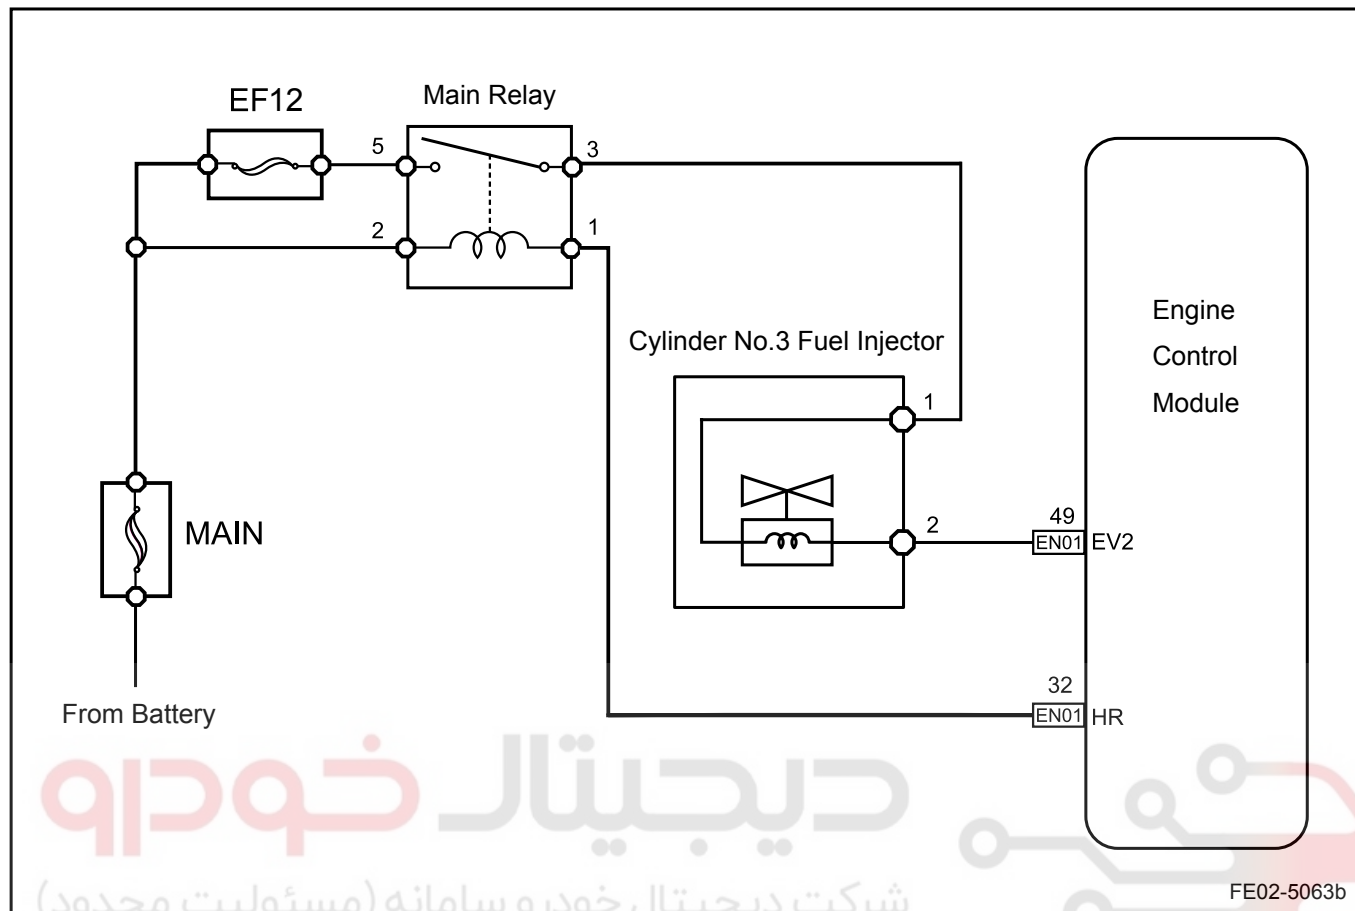 EF12
Main Relay
5
3
2
1
Engine
Control
Module
Cylinder No.3 Fuel Injector
1
2
49
EN01 EV2
MAIN
32
EN01 HR
From Battery
دیجیتال خودرو
شرکت دیجیتال خودرو سامانه (مسئولیت محدود)
FE02-5063b